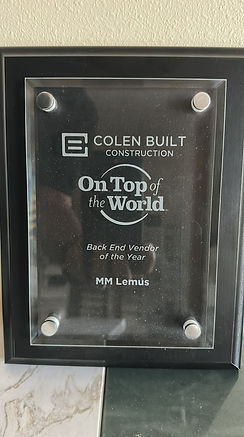 COLEN BUILT
CONSTRUCTION
On Top of
the World
Back End Vendor
of the Year
MM Lemus